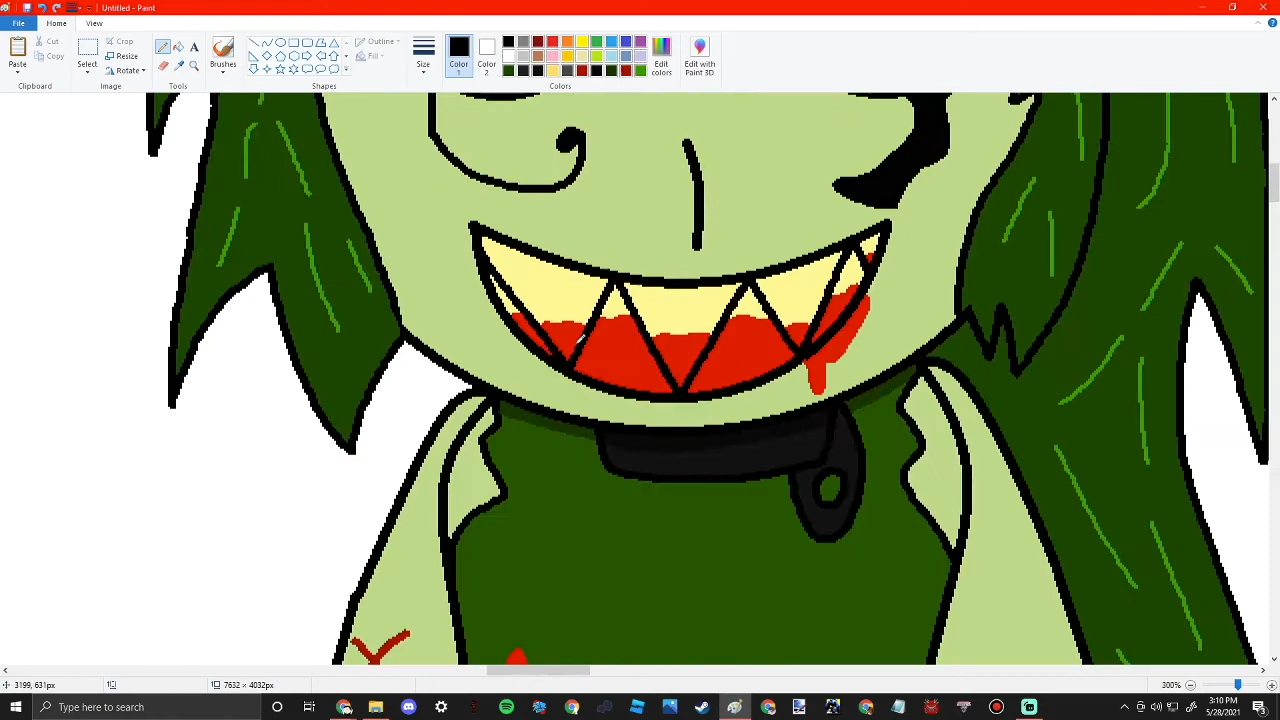 Untitled - Paint
File Home View
Paste
Cut
Copy
Clipboard
Select
Crop
Resize
Rotate
Image
A
Tools
Brushes
Outline
Fill
Shapes
Size
Color 1
Color 2
Edit colors
Colors
Edit with Paint 3D
3199, 631px
7632 × 4032px
300%
Type here to search
3:10 PM
5/28/2021